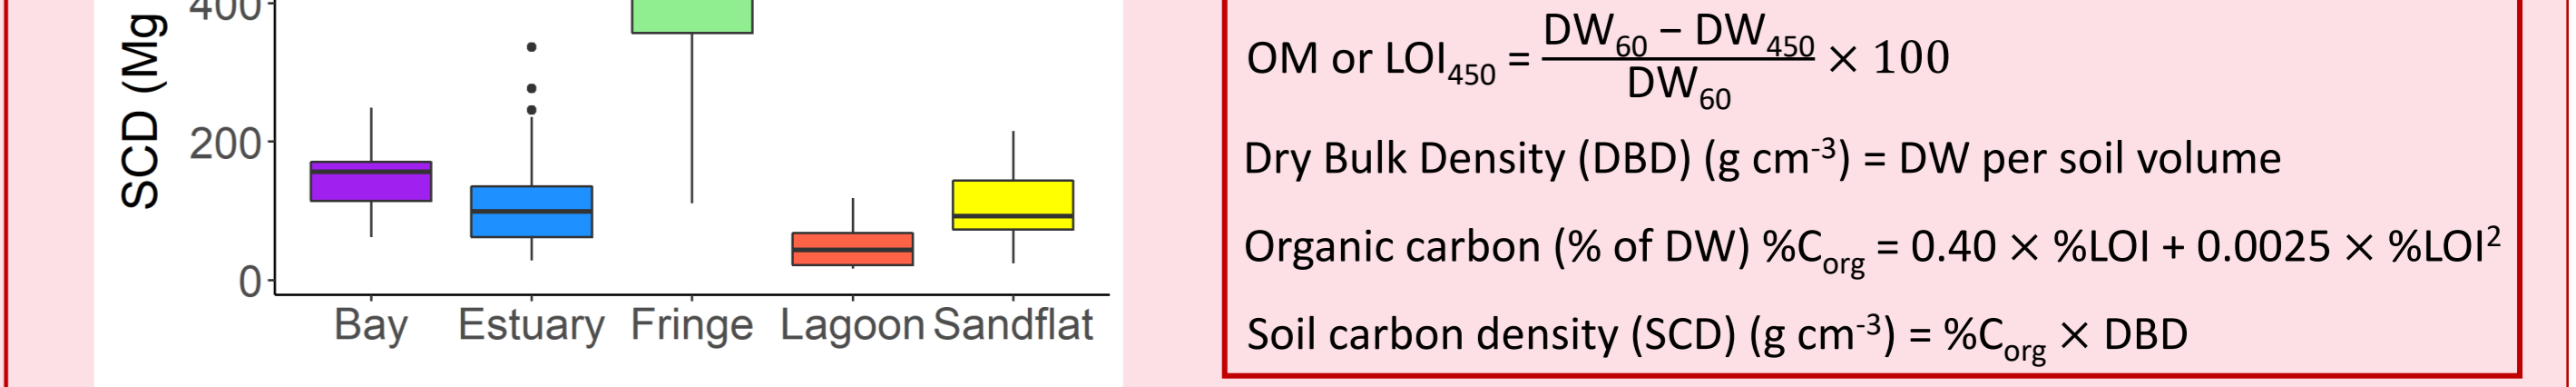 400
200
0
SCD (Mg
Bay Estuary Fringe Lagoon Sandflat
OM or LOI₄₅₀ = (DW₆₀ – DW₄₅₀) / DW₆₀ × 100
Dry Bulk Density (DBD) (g cm⁻³) = DW per soil volume
Organic carbon (% of DW) %Cₒᵣg = 0.40 × %LOI + 0.0025 × %LOI²
Soil carbon density (SCD) (g cm⁻³) = %Cₒᵣg × DBD